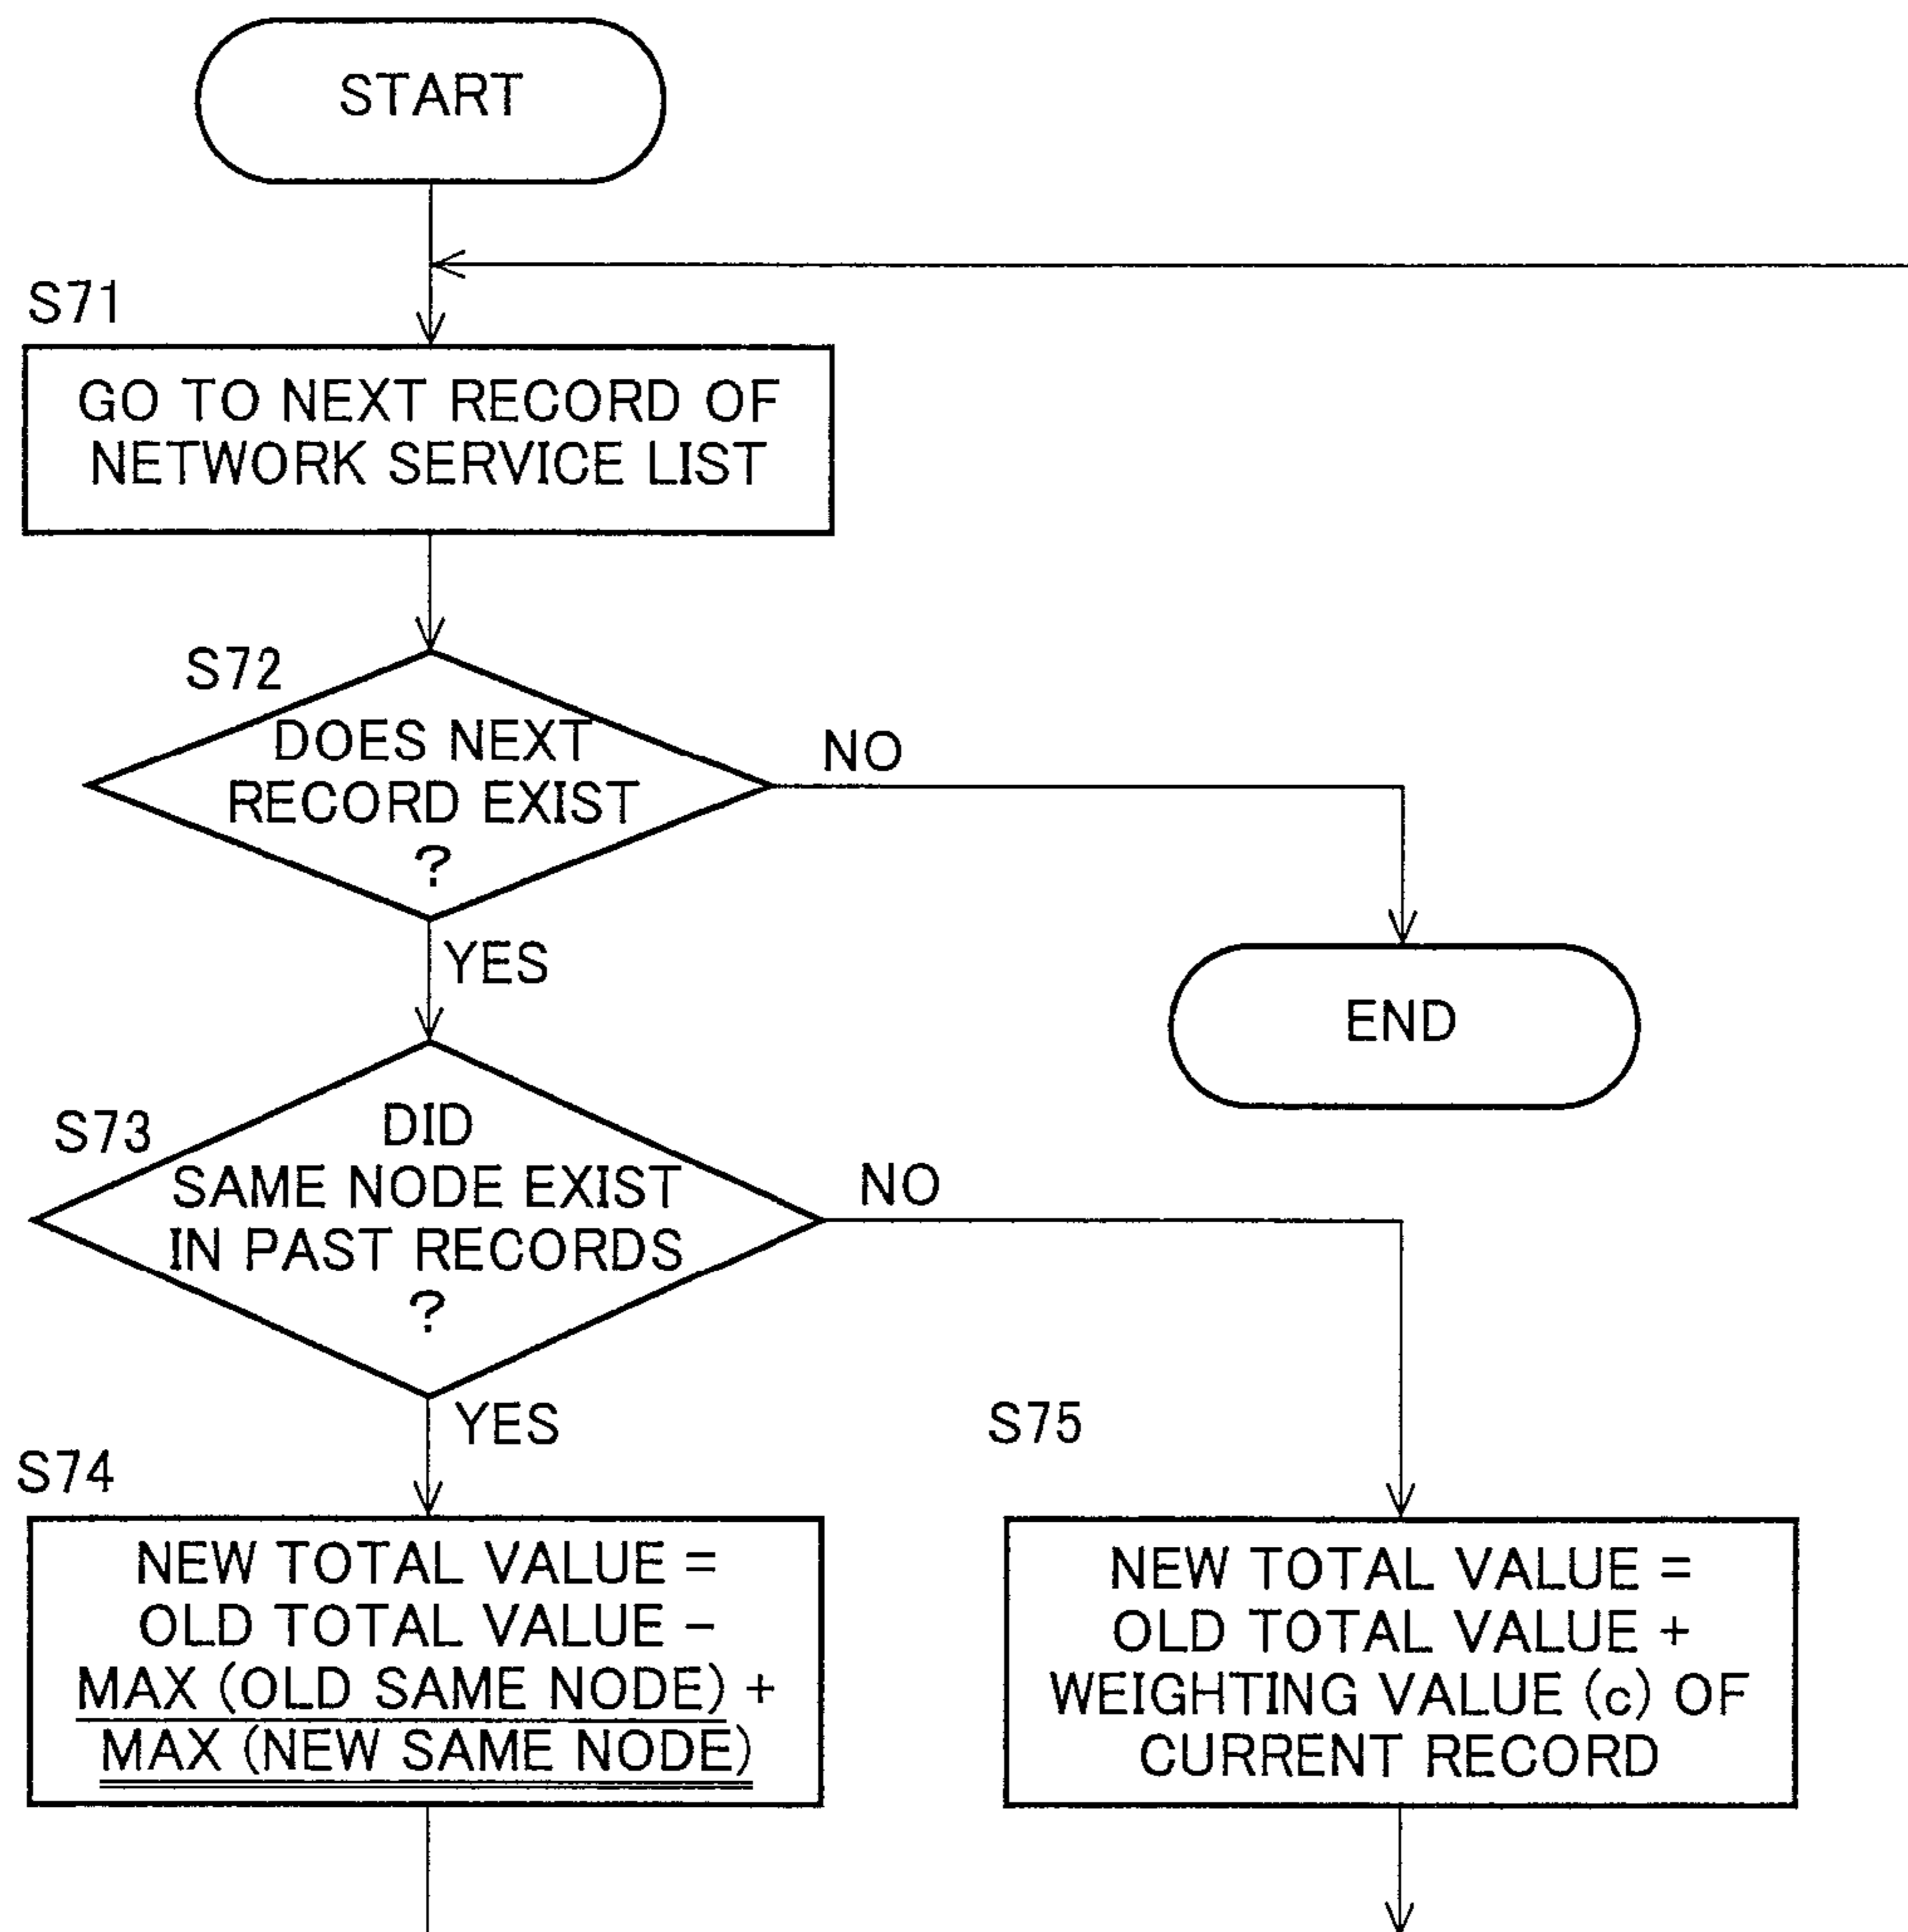 START
S71
GO TO NEXT RECORD OF
NETWORK SERVICE LIST
S72
DOES NEXT
RECORD EXIST
?
NO
YES
END
S73
DID
SAME NODE EXIST
IN PAST RECORDS
?
NO
YES
S74
NEW TOTAL VALUE =
OLD TOTAL VALUE -
MAX (OLD SAME NODE) +
MAX (NEW SAME NODE)
S75
NEW TOTAL VALUE =
OLD TOTAL VALUE +
WEIGHTING VALUE (c) OF
CURRENT RECORD